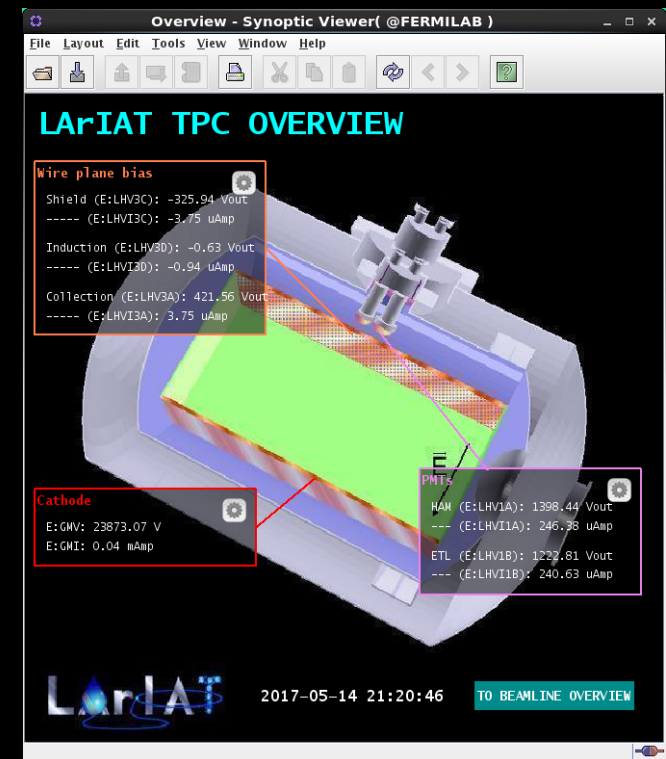 Overview - Synoptic Viewer( @FERMILAB )
File Layout Edit Tools View Window Help
LArIAT TPC OVERVIEW
Wire plane bias
Shield (E:LHV3C): -325.94 Vout
----- (E:LHVI3C): -3.75 uAmp
Induction (E:LHV3D): -0.63 Vout
----- (E:LHVI3D): -0.94 uAmp
Collection (E:LHV3A): 421.56 Vout
----- (E:LHVI3A): 3.75 uAmp
Cathode
E:GMV: 23873.07 V
E:GMI: 0.04 mAmp
PMTs
HAM (E:LHV1A): 1398.44 Vout
--- (E:LHVI1A): 246.38 uAmp
ETL (E:LHV1B): 1222.81 Vout
--- (E:LHVI1B): 240.63 uAmp
LArIAT
2017-05-14 21:20:46
TO BEAMLINE OVERVIEW